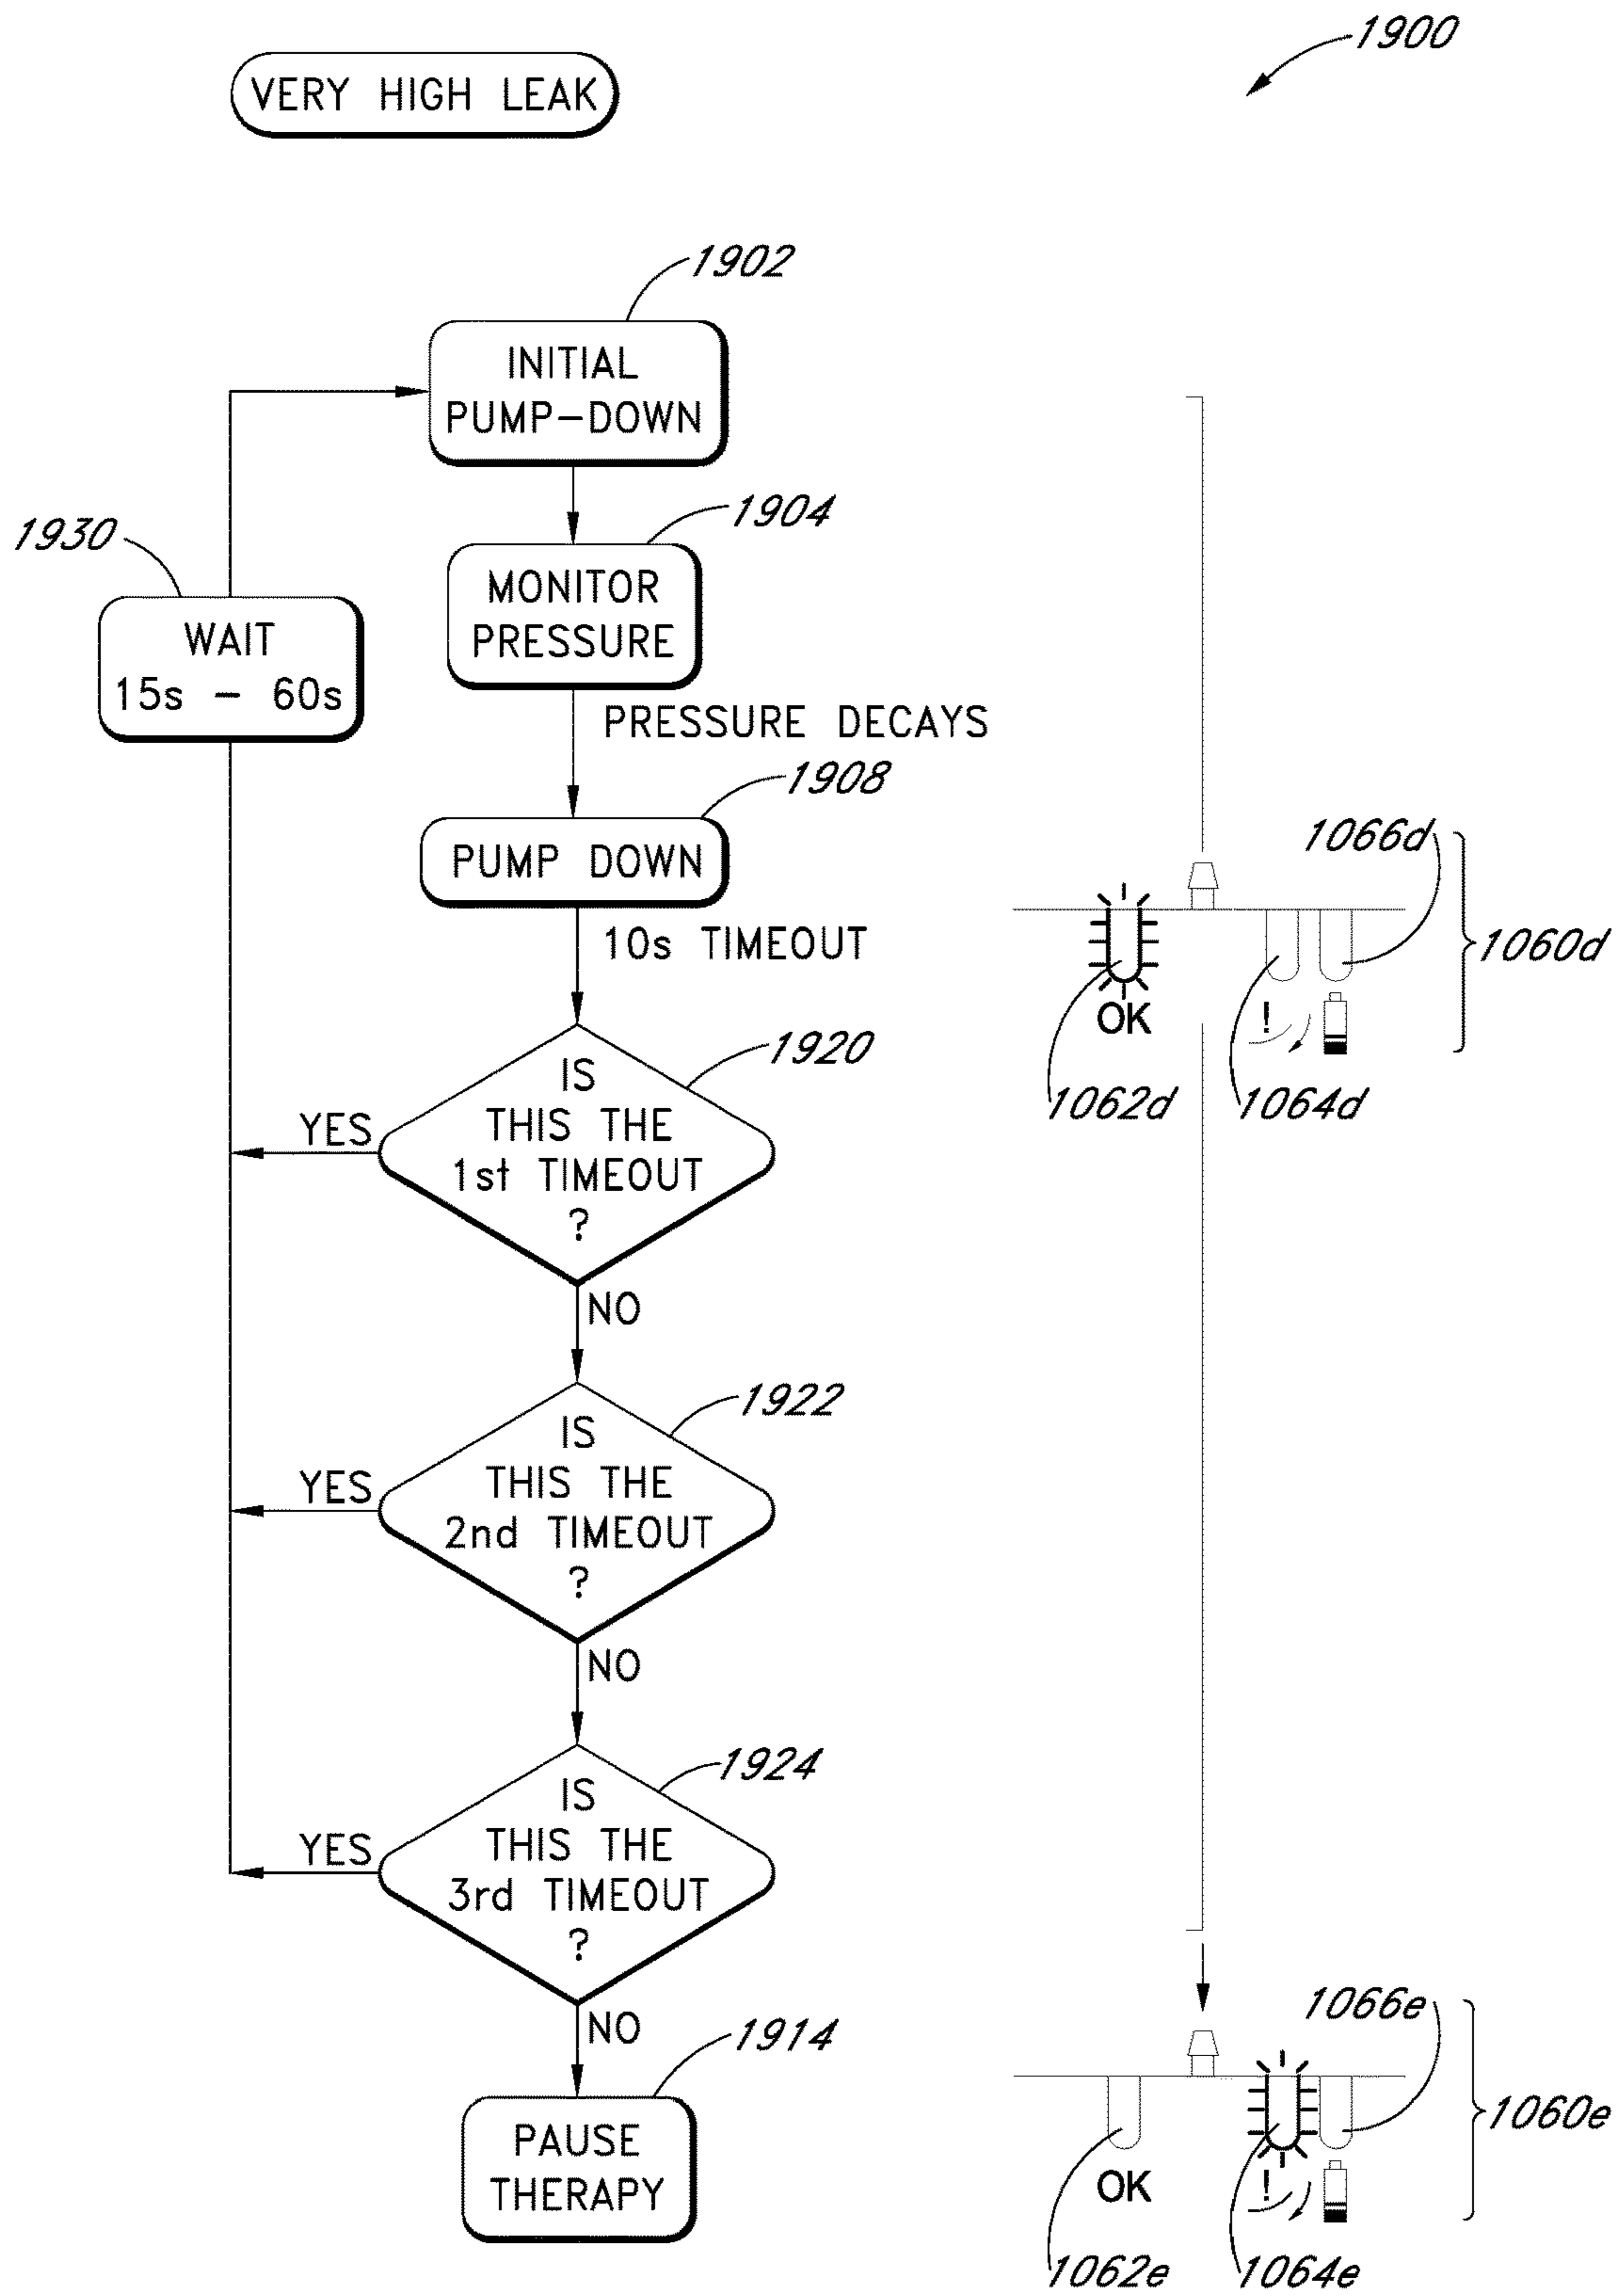 1900
VERY HIGH LEAK
1902
INITIAL
PUMP-DOWN
1904
1930
MONITOR
PRESSURE
WAIT
15s - 60s
PRESSURE DECAYS
1908
PUMP DOWN
1066d
10s TIMEOUT
1060d
OK
!
1062d
1064d
1920
IS
THIS THE
1st TIMEOUT
?
YES
NO
1922
IS
THIS THE
2nd TIMEOUT
?
YES
NO
1924
IS
THIS THE
3rd TIMEOUT
?
YES
NO
1914
PAUSE
THERAPY
1066e
1060e
OK
!
1062e
1064e